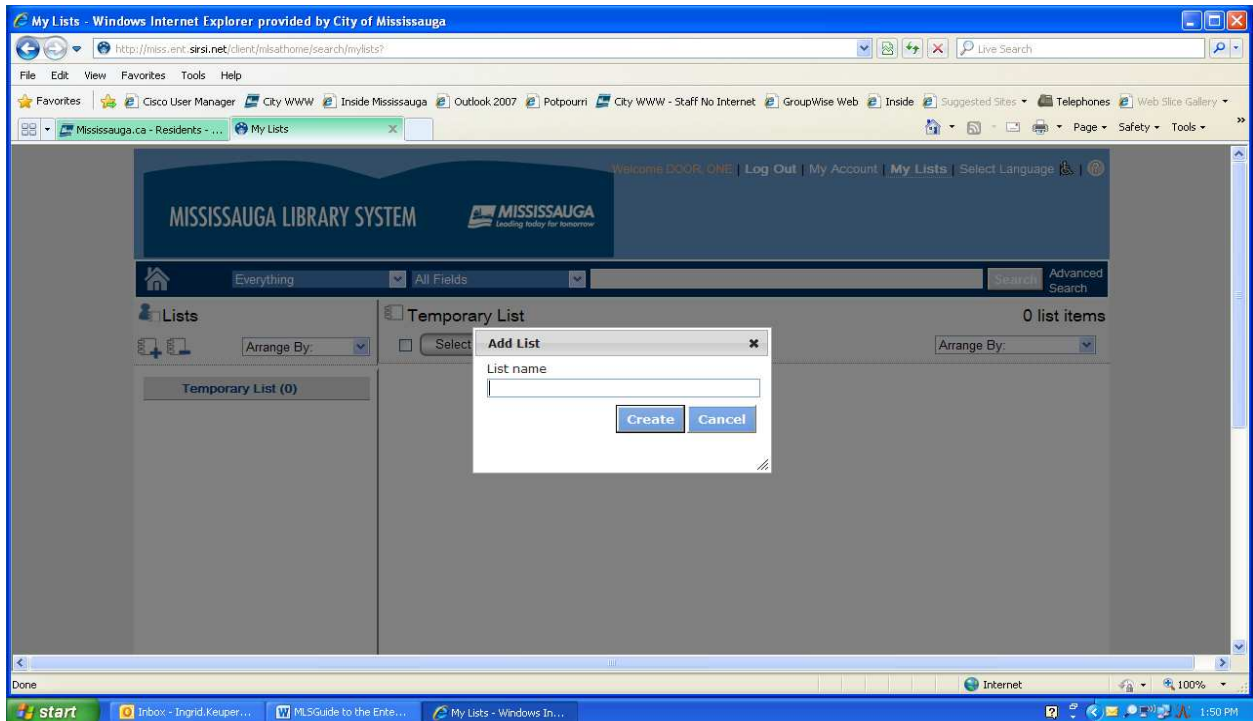 My Lists - Windows Internet Explorer provided by City of Mississauga
http://miss.ent.sirsi.net/client/mlsathome/search/mylists? Live Search
File Edit View Favorites Tools Help
Favorites Cisco User Manager City WWW Inside Mississauga Outlook 2007 Potpourri City WWW - Staff No Internet GroupWise Web Inside Suggested Sites Telephones Web Slice Gallery
Mississauga.ca - Residents - ... My Lists Page Safety Tools »
Welcome DOOR, ONE | Log Out | My Account | My Lists | Select Language |
MISSISSAUGA LIBRARY SYSTEM MISSISSAUGA
Leading today for tomorrow
Everything All Fields Search Advanced Search
Lists Temporary List 0 list items
Arrange By: Select Arrange By:
Add List
List name
Temporary List (0)
Create Cancel
Done Internet 100%
start Inbox - Ingrid.Keuper... MLSGuide to the Ente... My Lists - Windows In... 1:50 PM